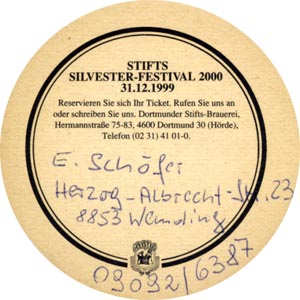 STIFTS
SILVESTER-FESTIVAL 2000
31.12.1999
Reservieren Sie sich Ihr Ticket. Rufen Sie uns an
oder schreiben Sie uns. Dortmunder Stifts-Brauerei,
Hermannstraße 75-83, 4600 Dortmund 30 (Hörde),
Telefon (02 31) 41 01-0.
E. Schöfer
Herzog-Albrecht-Str. 23
8853 Wemding
09092/6387